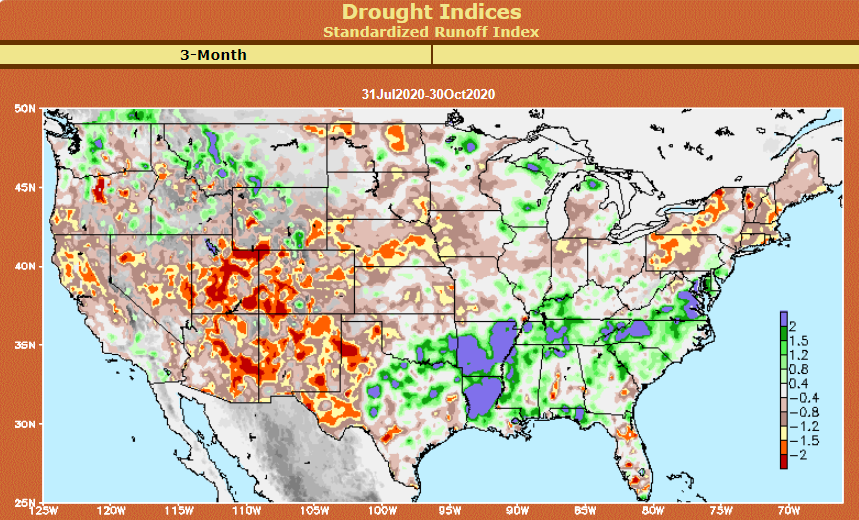 Drought Indices
Standardized Runoff Index
3-Month
31Jul2020-30Oct2020
50N
45N
40N
35N
30N
25N
125W 120W 115W 110W 105W 100W 95W 90W 85W 80W 75W 70W
2
1.5
1.2
0.8
0.4
−0.4
−0.8
−1.2
−1.5
−2